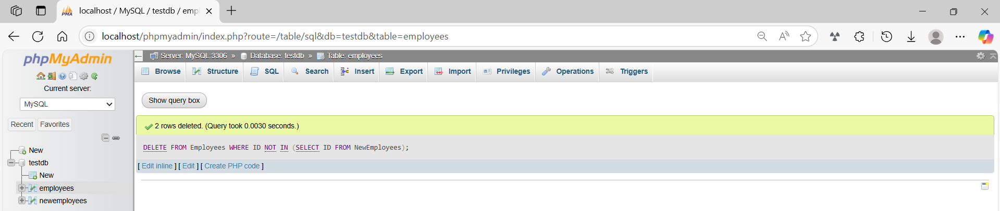 localhost / MySQL / testdb / emp
localhost/phpmyadmin/index.php?route=/table/sql&db=testdb&table=employees
phpMyAdmin
Current server:
MySQL
Recent Favorites
New
testdb
New
employees
newemployees
Server: MySQL:3306 » Database: testdb » Table: employees
Browse Structure SQL Search Insert Export Import Privileges Operations Triggers
Show query box
2 rows deleted. (Query took 0.0030 seconds.)
DELETE FROM Employees WHERE ID NOT IN (SELECT ID FROM NewEmployees);
[ Edit inline ] [ Edit ] [ Create PHP code ]